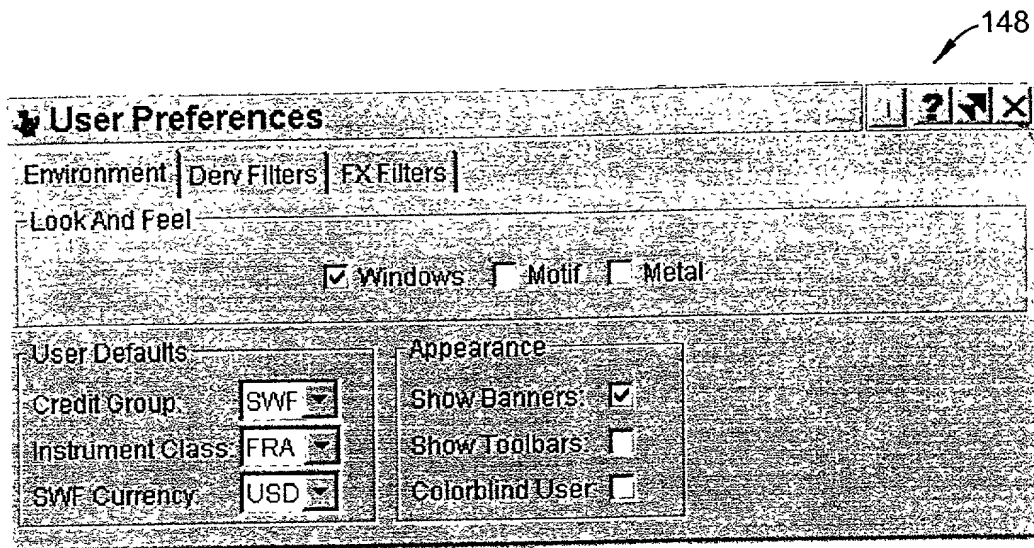 148
User Preferences
Environment Derv Filters FX Filters
Look And Feel
Windows Motif Metal
User Defaults Appearance
Credit Group: SWF Show Banners:
Instrument Class: FRA Show Toolbars:
SWF Currency: USD Colorblind User: